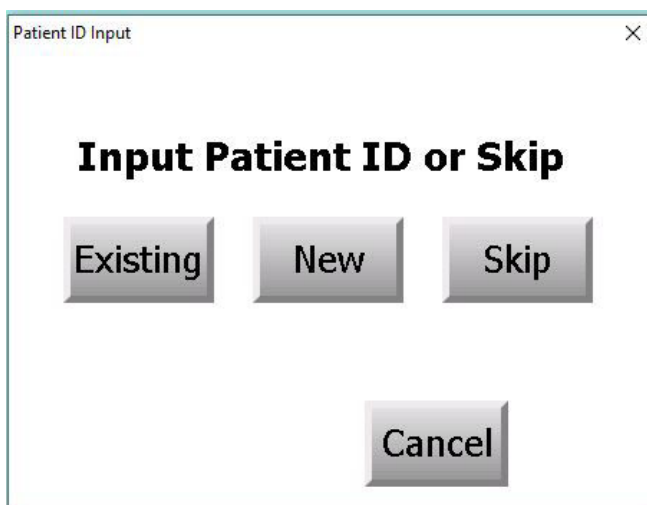 Patient ID Input
Input Patient ID or Skip
Existing New Skip
Cancel